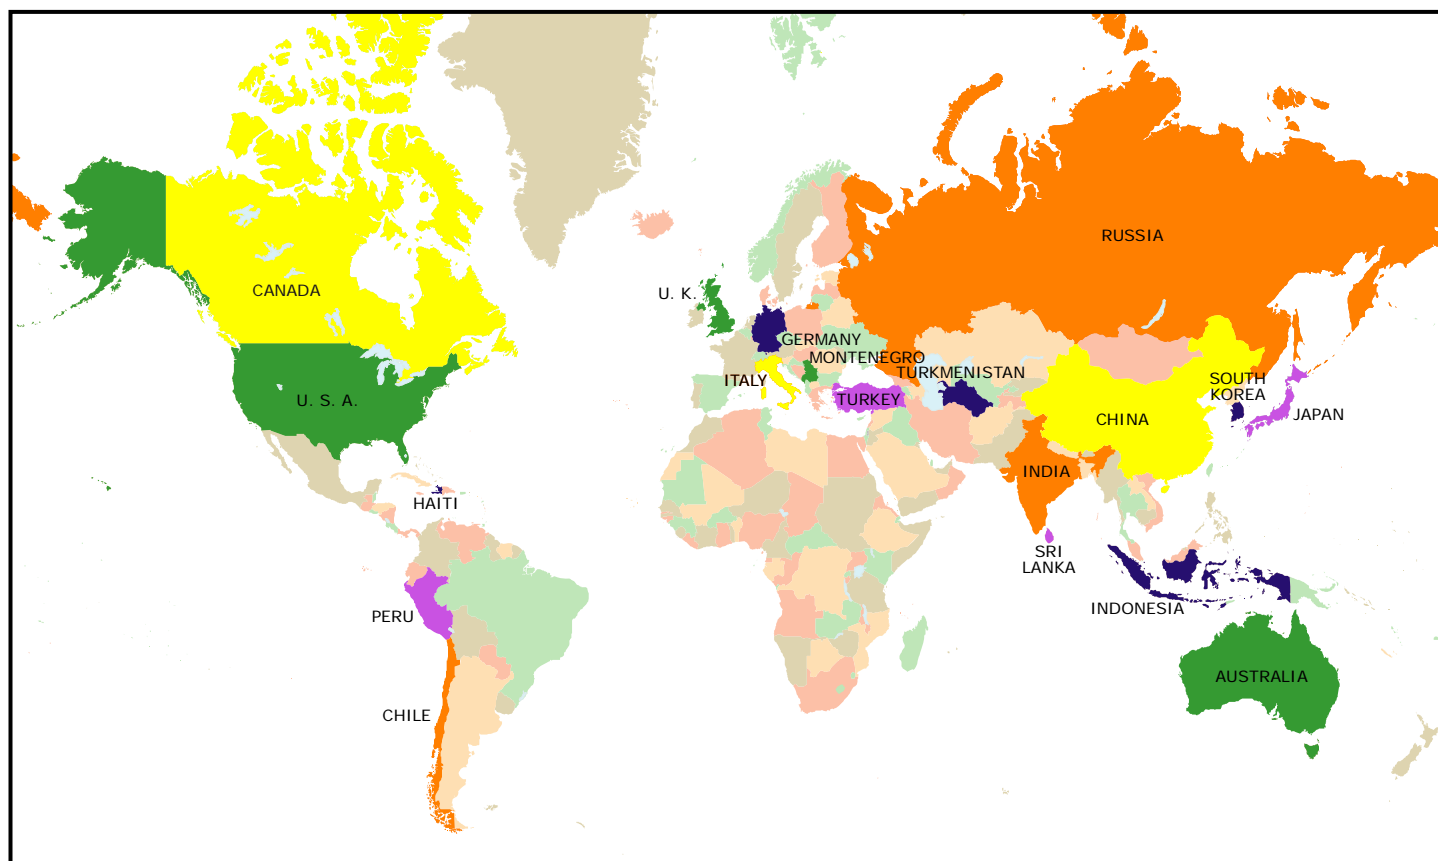 RUSSIA
CANADA
U. K.
GERMANY
MONTENEGRO
TURKMENISTAN
ITALY
SOUTH
KOREA
U. S. A.
TURKEY
JAPAN
CHINA
INDIA
HAITI
SRI
LANKA
INDONESIA
PERU
AUSTRALIA
CHILE